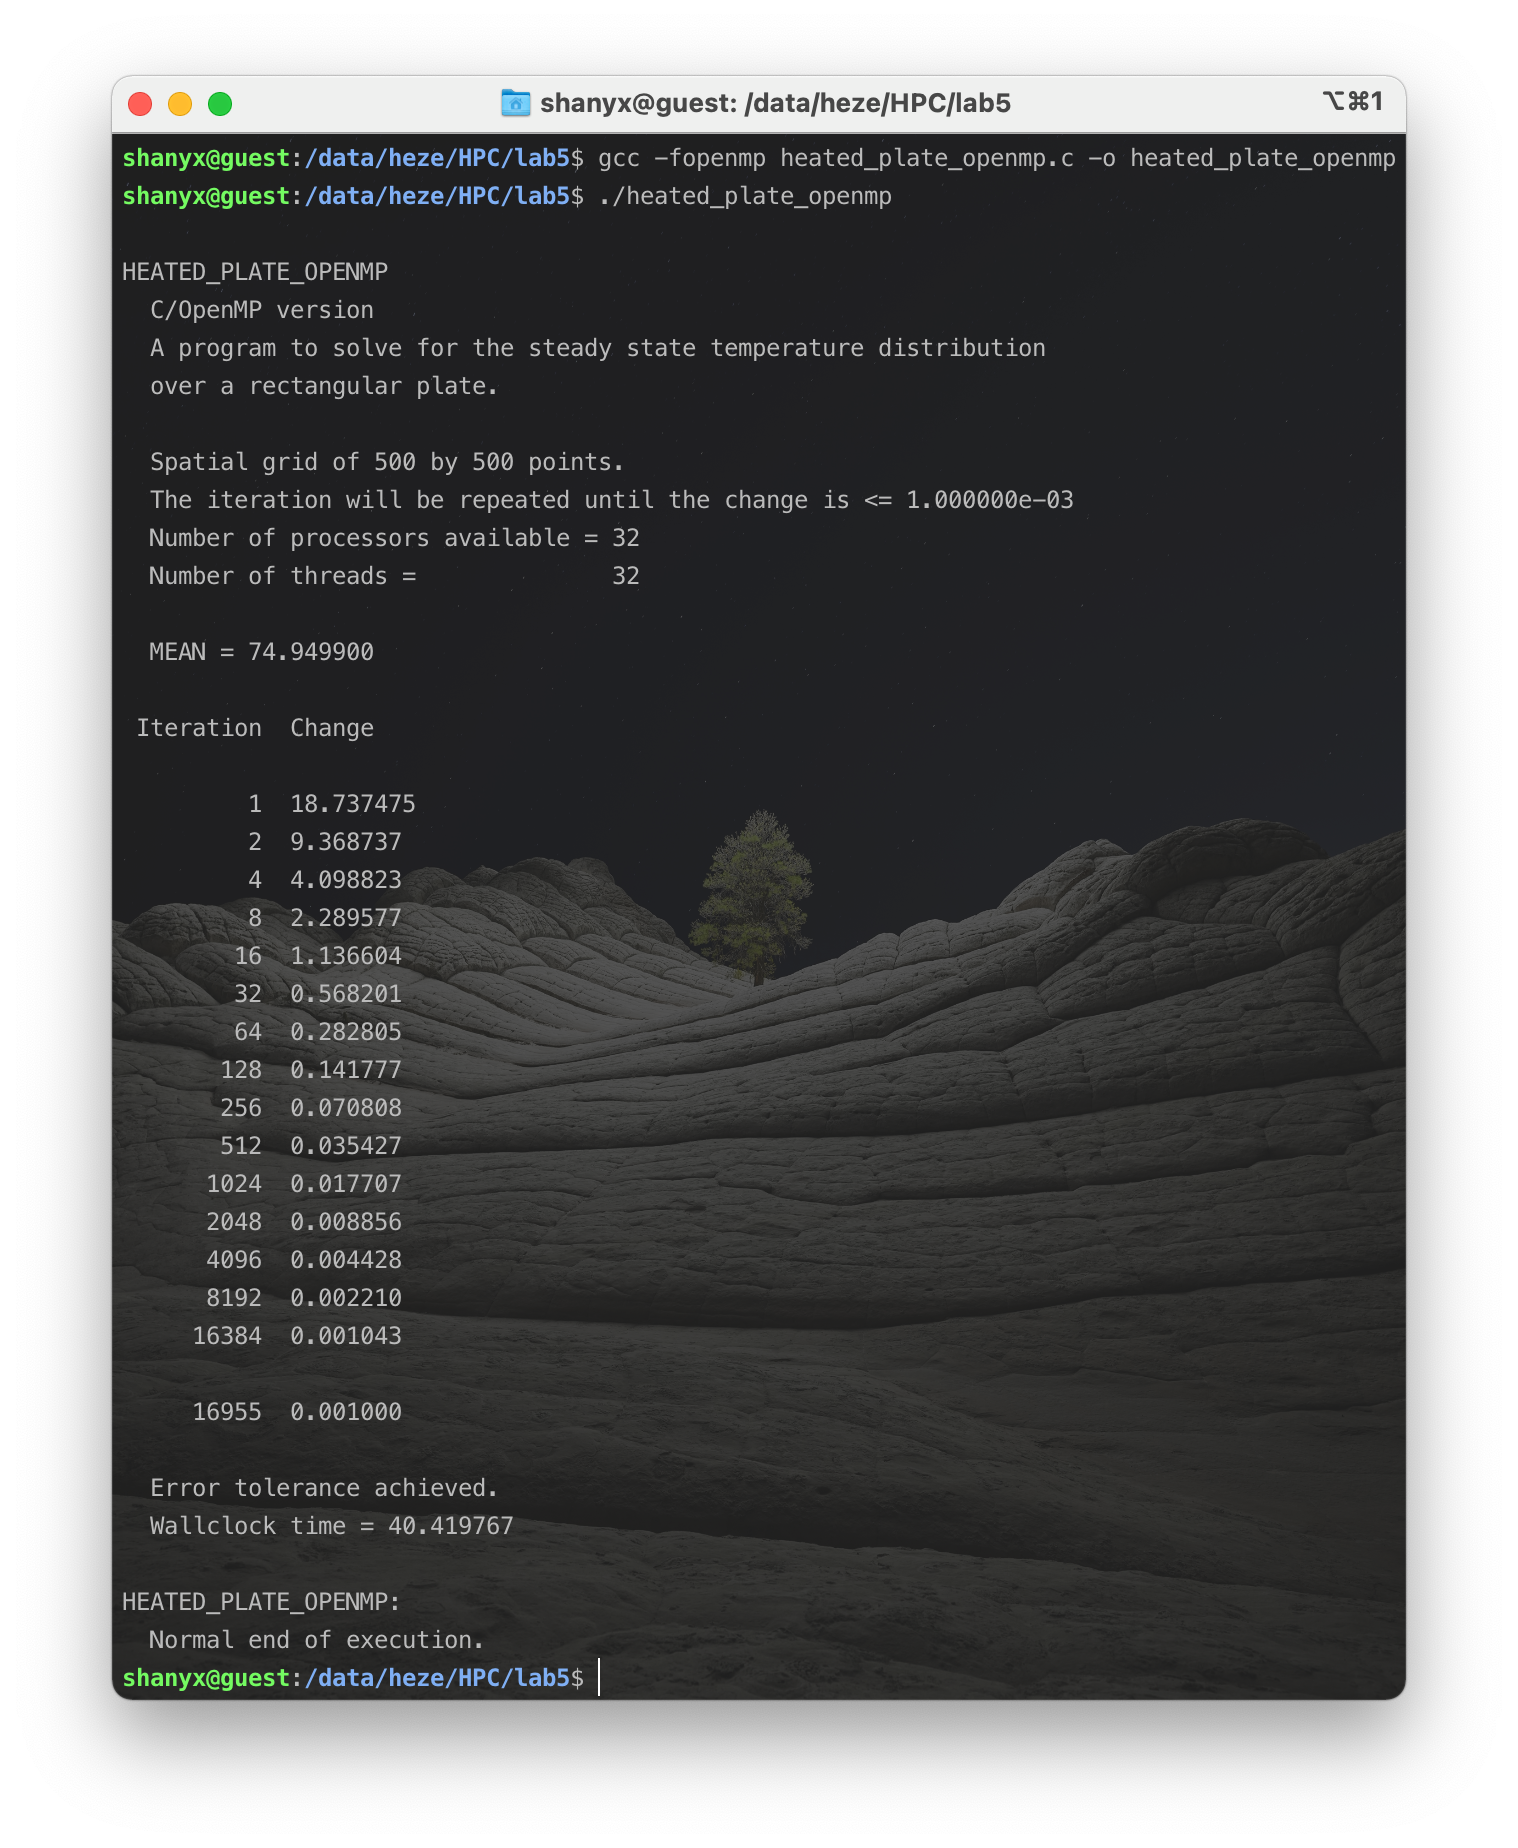 shanyx@guest: /data/heze/HPC/lab5 ⌥⌘1
shanyx@guest:/data/heze/HPC/lab5$ gcc -fopenmp heated_plate_openmp.c -o heated_plate_openmp
shanyx@guest:/data/heze/HPC/lab5$ ./heated_plate_openmp
HEATED_PLATE_OPENMP
C/OpenMP version
A program to solve for the steady state temperature distribution
over a rectangular plate.
Spatial grid of 500 by 500 points.
The iteration will be repeated until the change is <= 1.000000e-03
Number of processors available = 32
Number of threads =              32
MEAN = 74.949900
Iteration  Change
1  18.737475
2  9.368737
4  4.098823
8  2.289577
16  1.136604
32  0.568201
64  0.282805
128  0.141777
256  0.070808
512  0.035427
1024  0.017707
2048  0.008856
4096  0.004428
8192  0.002210
16384  0.001043
16955  0.001000
Error tolerance achieved.
Wallclock time = 40.419767
HEATED_PLATE_OPENMP:
Normal end of execution.
shanyx@guest:/data/heze/HPC/lab5$